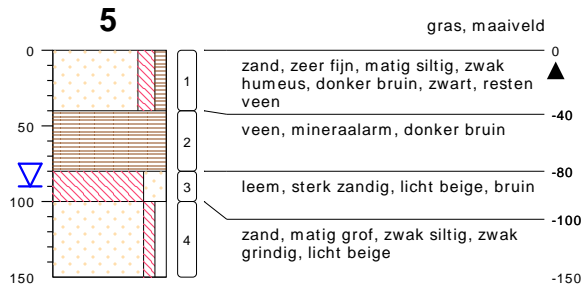 5
gras, maaiveld
0
1
zand, zeer fijn, matig siltig, zwak
humeus, donker bruin, zwart, resten
veen
0
-40
50
2
veen, mineraalarm, donker bruin
-80
3
leem, sterk zandig, licht beige, bruin
100
-100
4
zand, matig grof, zwak siltig, zwak
grindig, licht beige
150
-150